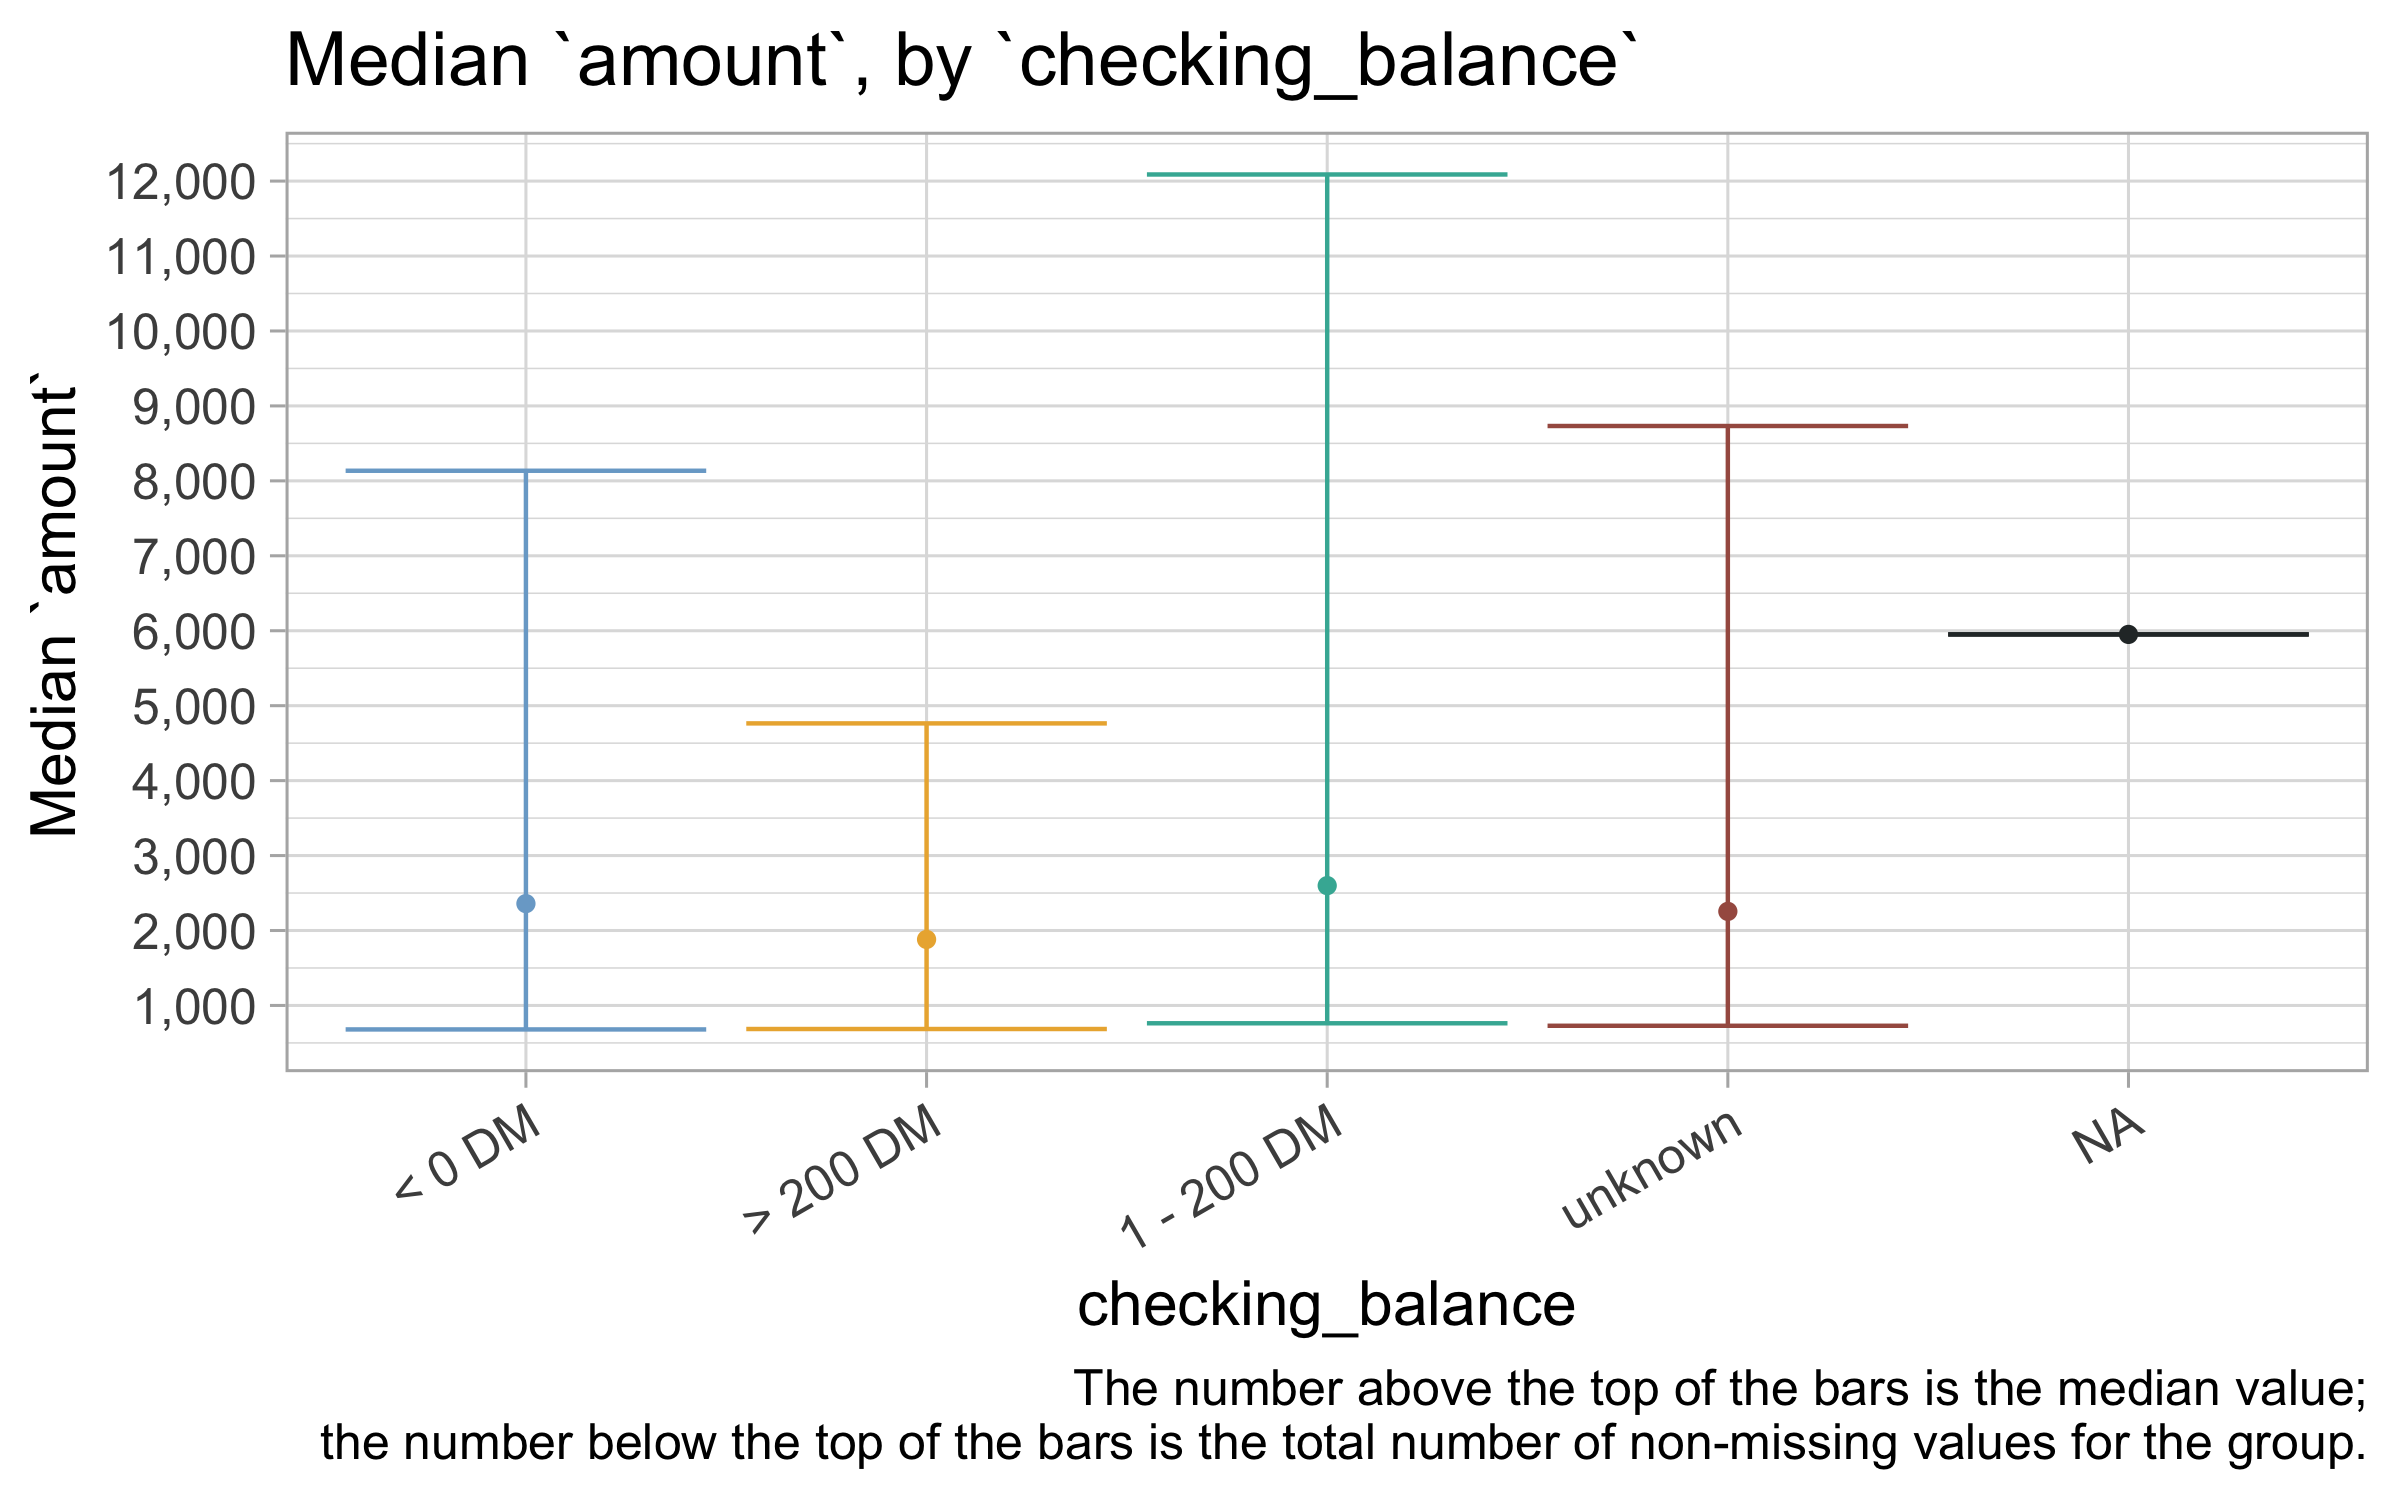 Median `amount`, by `checking_balance`
Median `amount`
12,000
11,000
10,000
9,000
8,000
7,000
6,000
5,000
4,000
3,000
2,000
1,000
< 0 DM
> 200 DM
1 - 200 DM
unknown
NA
checking_balance
The number above the top of the bars is the median value;
the number below the top of the bars is the total number of non-missing values for the group.